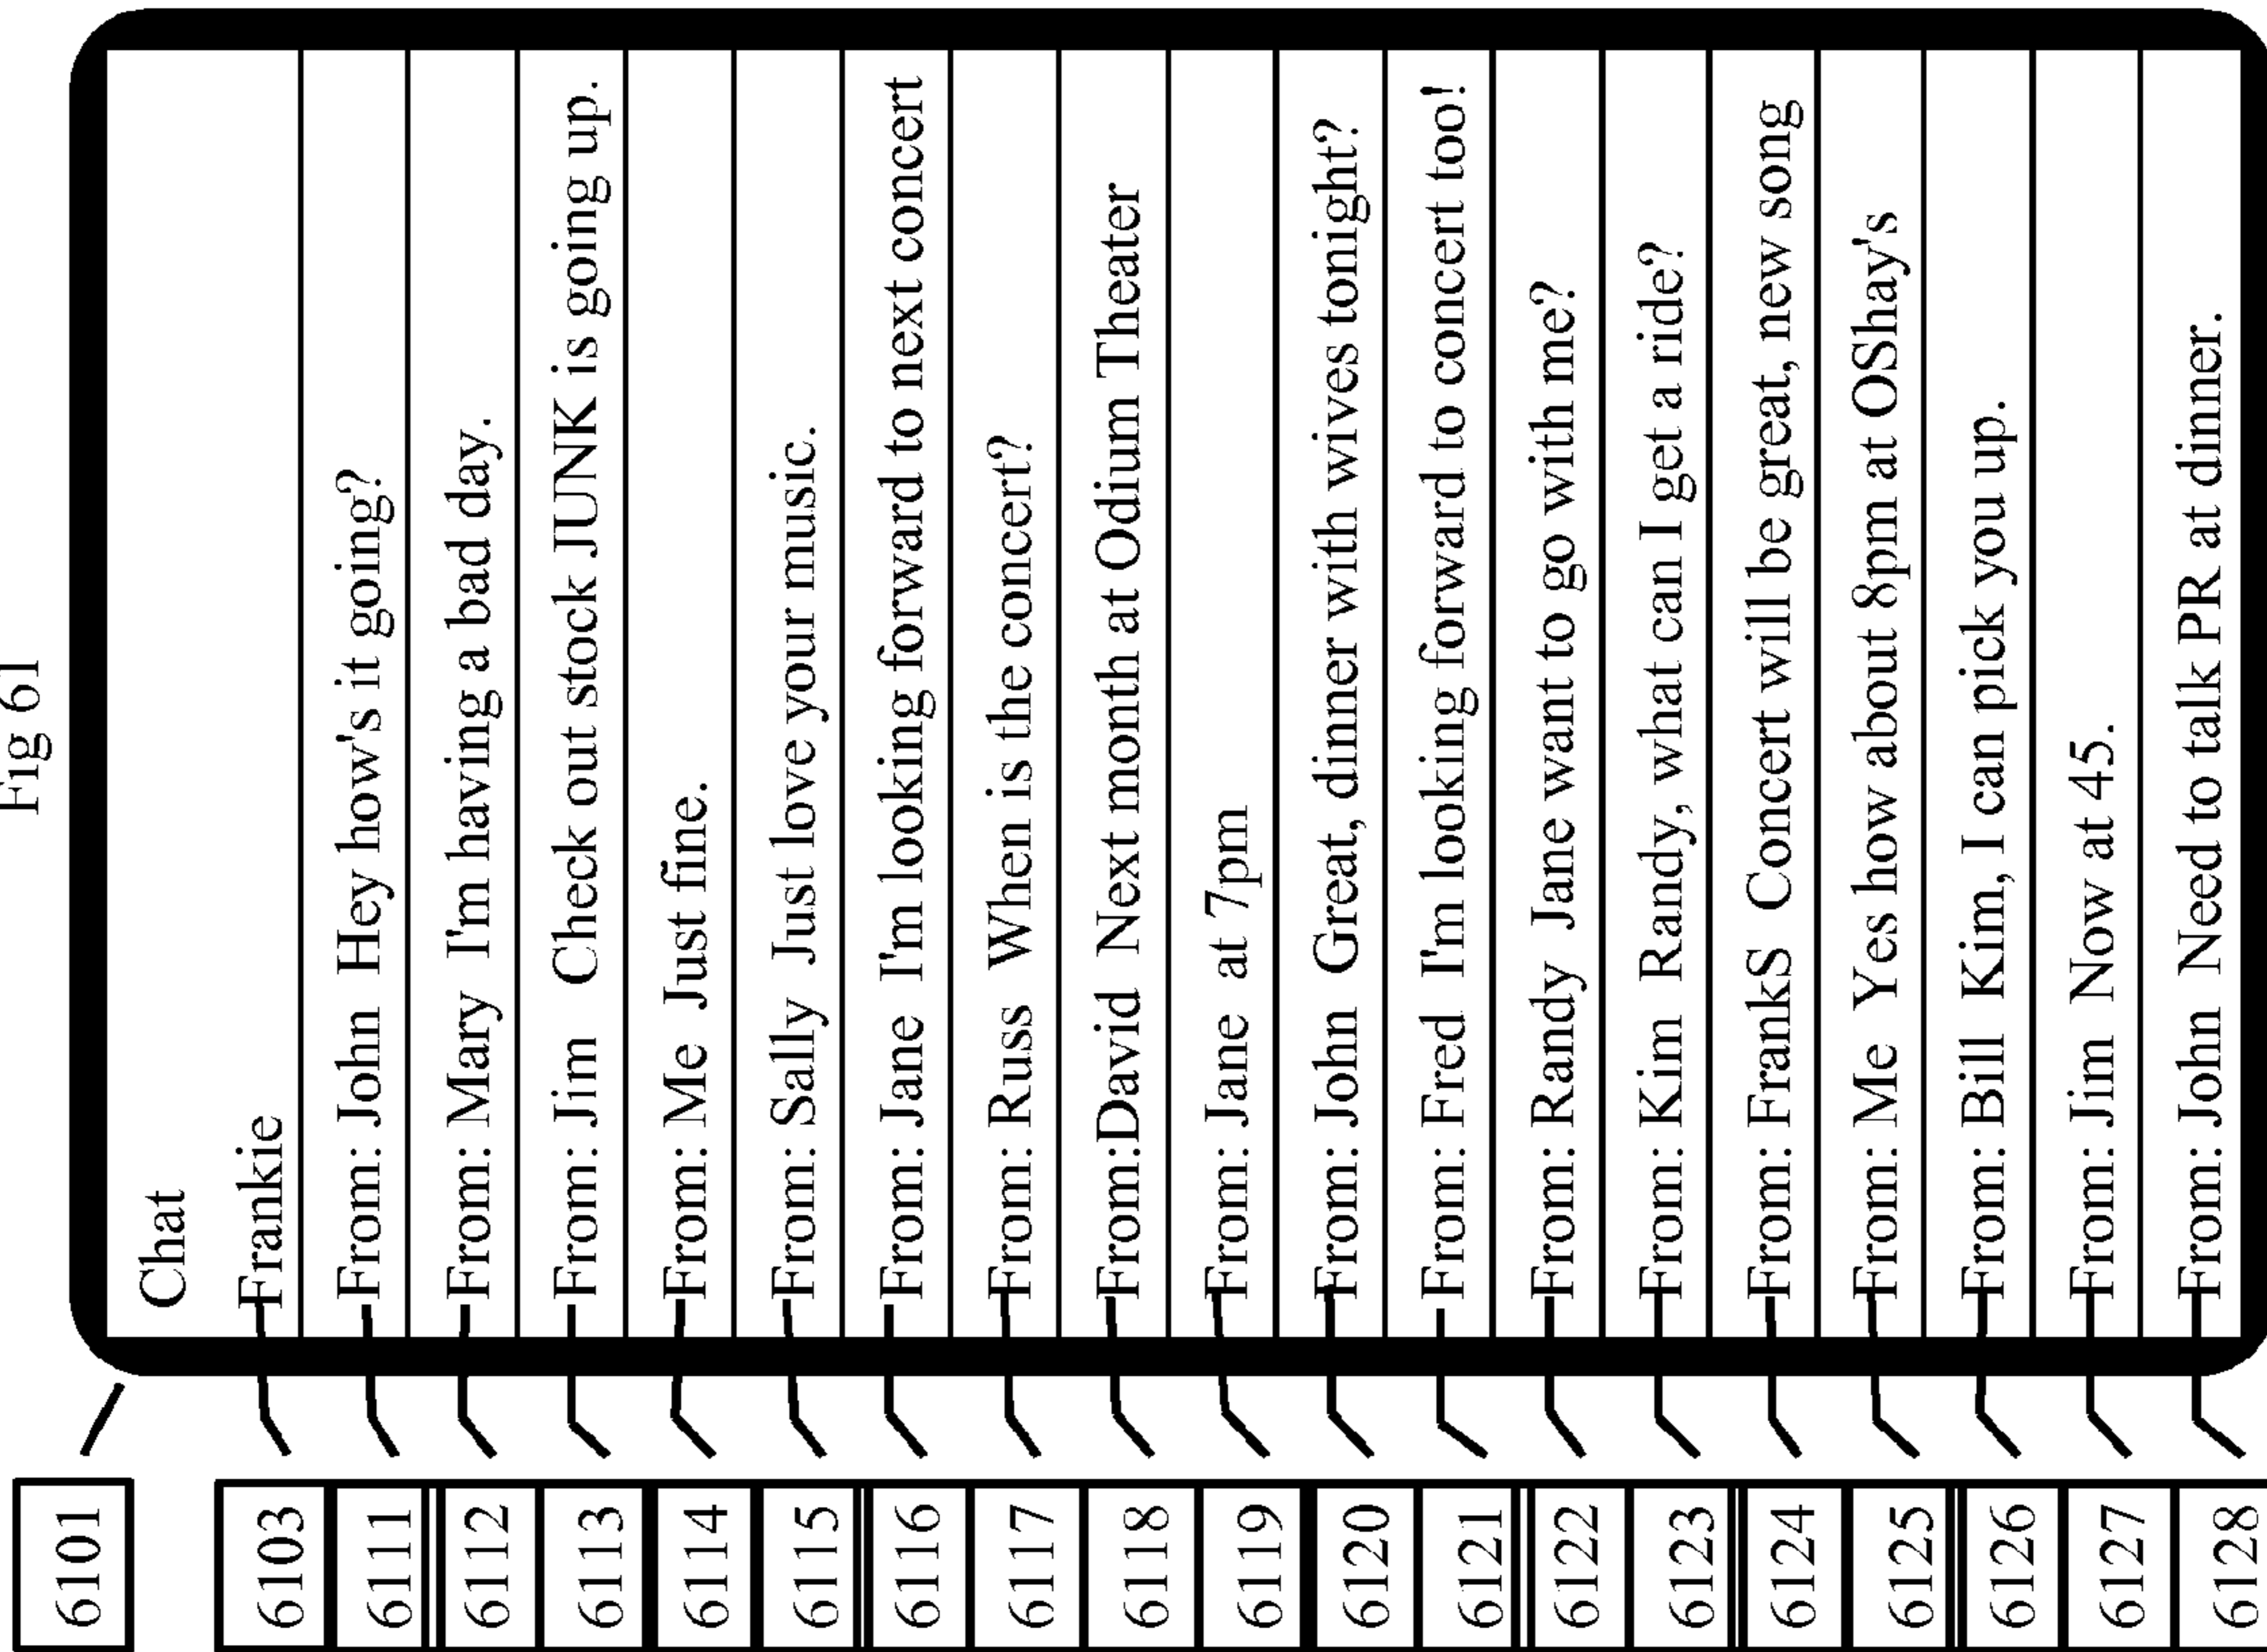 Fig 61
6101
Chat
6103 Frankie
6111 From: John Hey how's it going?
6112 From: Mary I'm having a bad day.
6113 From: Jim Check out stock JUNK is going up.
6114 From: Me Just fine.
6115 From: Sally Just love your music.
6116 From: Jane I'm looking forward to next concert
6117 From: Russ When is the concert?
6118 From:David Next month at Odium Theater
6119 From: Jane at 7pm
6120 From: John Great, dinner with wives tonight?
6121 From: Fred I'm looking forward to concert too!
6122 From: Randy Jane want to go with me?
6123 From: Kim Randy, what can I get a ride?
6124 From: FrankS Concert will be great, new song
6125 From: Me Yes how about 8pm at OShay's
6126 From: Bill Kim, I can pick you up.
6127 From: Jim Now at 45.
6128 From: John Need to talk PR at dinner.